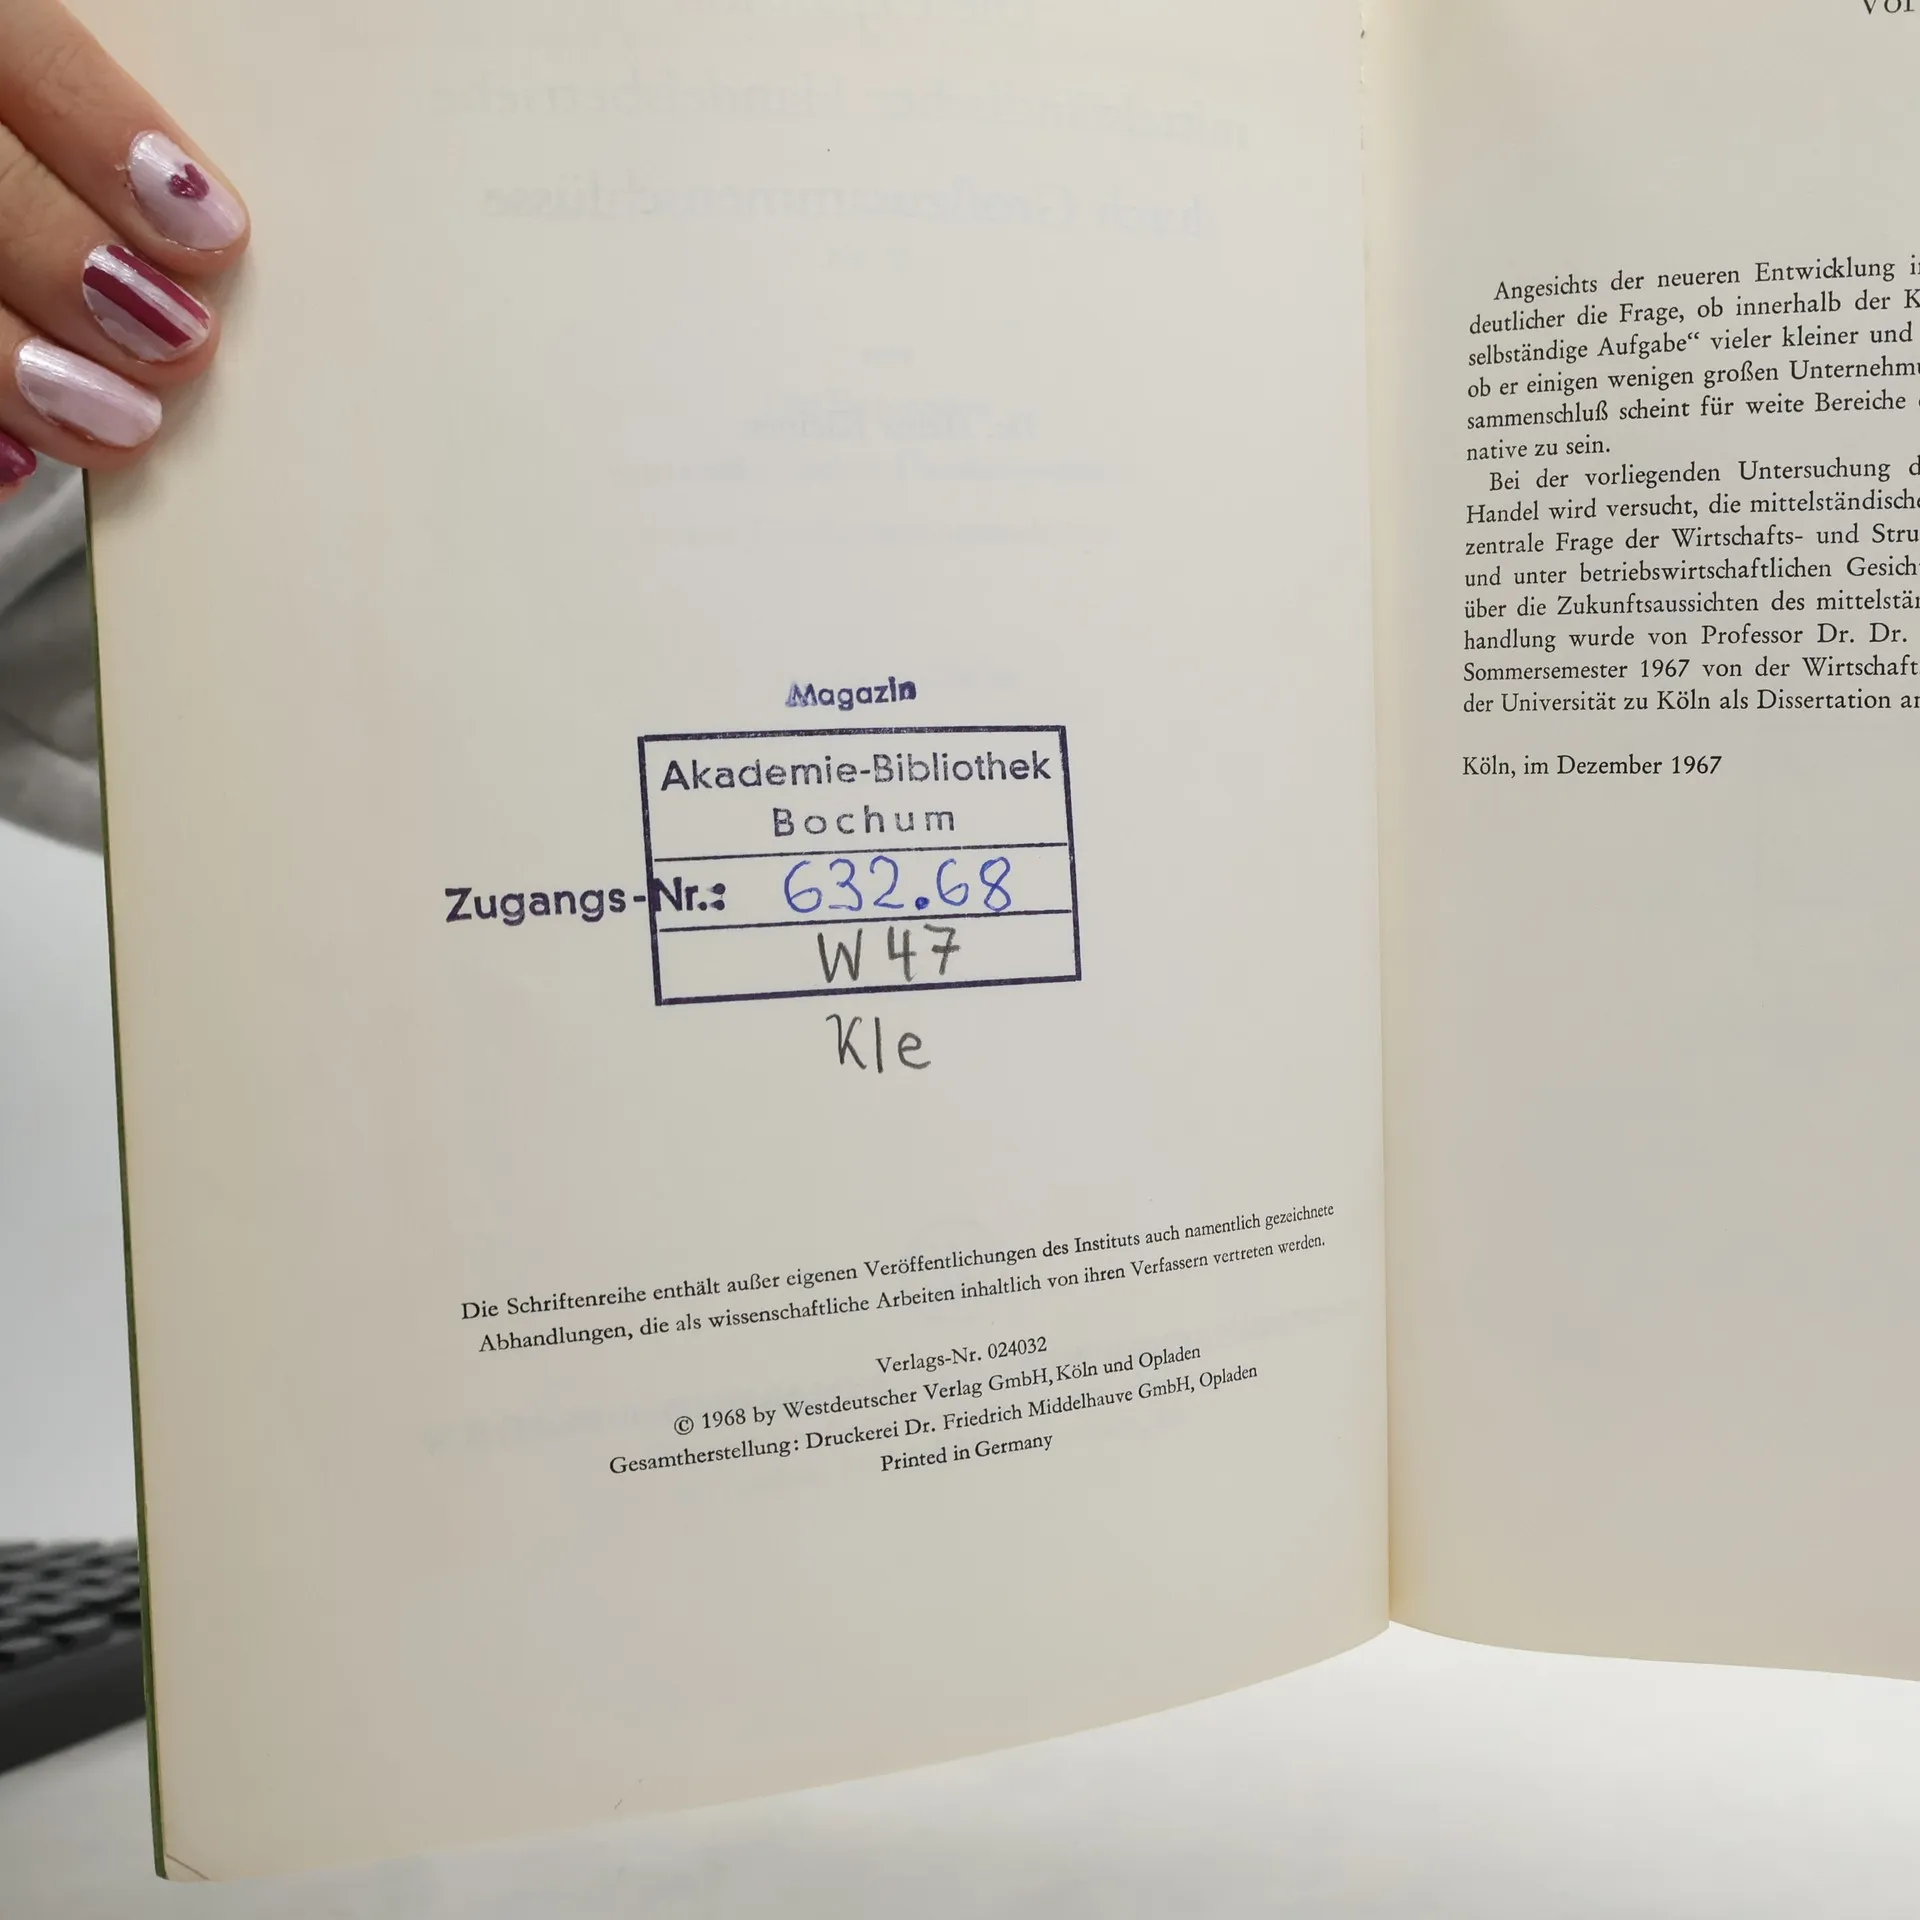 Magazin
Akademie-Bibliothek
Bochum
Zugangs-Nr.: 632.68
W 47
Kle
Die Schriftenreihe enthält außer eigenen Veröffentlichungen des Instituts auch namentlich gezeichnete
Abhandlungen, die als wissenschaftliche Arbeiten inhaltlich von ihren Verfassern vertreten werden.
Verlags-Nr. 024032
© 1968 by Westdeutscher Verlag GmbH, Köln und Opladen
Gesamtherstellung: Druckerei Dr. Friedrich Middelhauve GmbH, Opladen
Printed in Germany
Angesichts der neueren Entwicklung
deutlicher die Frage, ob innerhalb der K
selbständige Aufgabe“ vieler kleiner und
ob er einigen wenigen großen Unternehmu
sammenschluß scheint für weite Bereiche
native zu sein.
Bei der vorliegenden Untersuchung d
Handel wird versucht, die mittelständische
zentrale Frage der Wirtschafts- und Stru
und unter betriebswirtschaftlichen Gesich
über die Zukunftsaussichten des mittelstän
handlung wurde von Professor Dr. Dr.
Sommersemester 1967 von der Wirtschaft
der Universität zu Köln als Dissertation an
Köln, im Dezember 1967